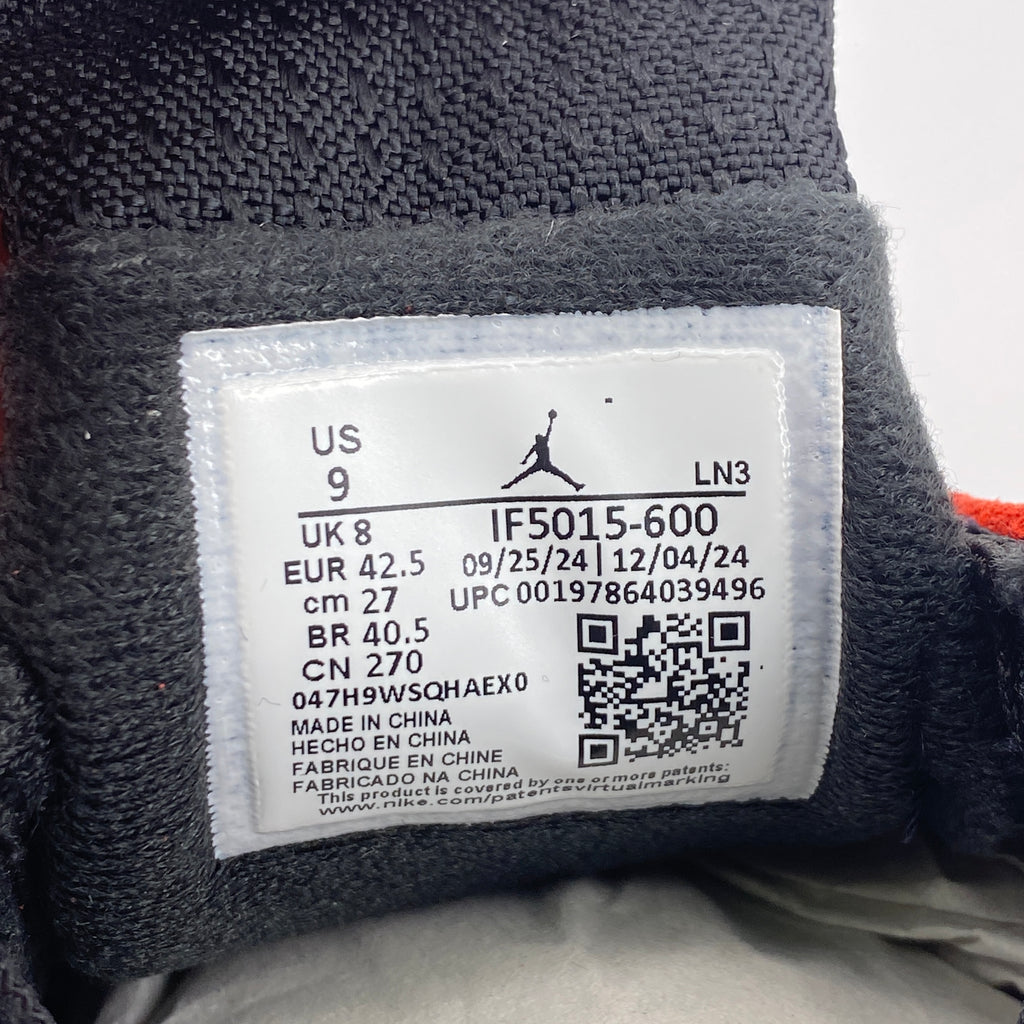 US
9
LN3
UK 8
IF5015-600
EUR 42.5
09/25/24 | 12/04/24
cm 27
UPC 00197864039496
BR 40.5
CN 270
047H9WSQHAEX0
MADE IN CHINA
HECHO EN CHINA
FABRIQUE EN CHINE
FABRICADO NA CHINA
This product is covered by one or more patents:
www.nike.com/patentsvirtualmarking